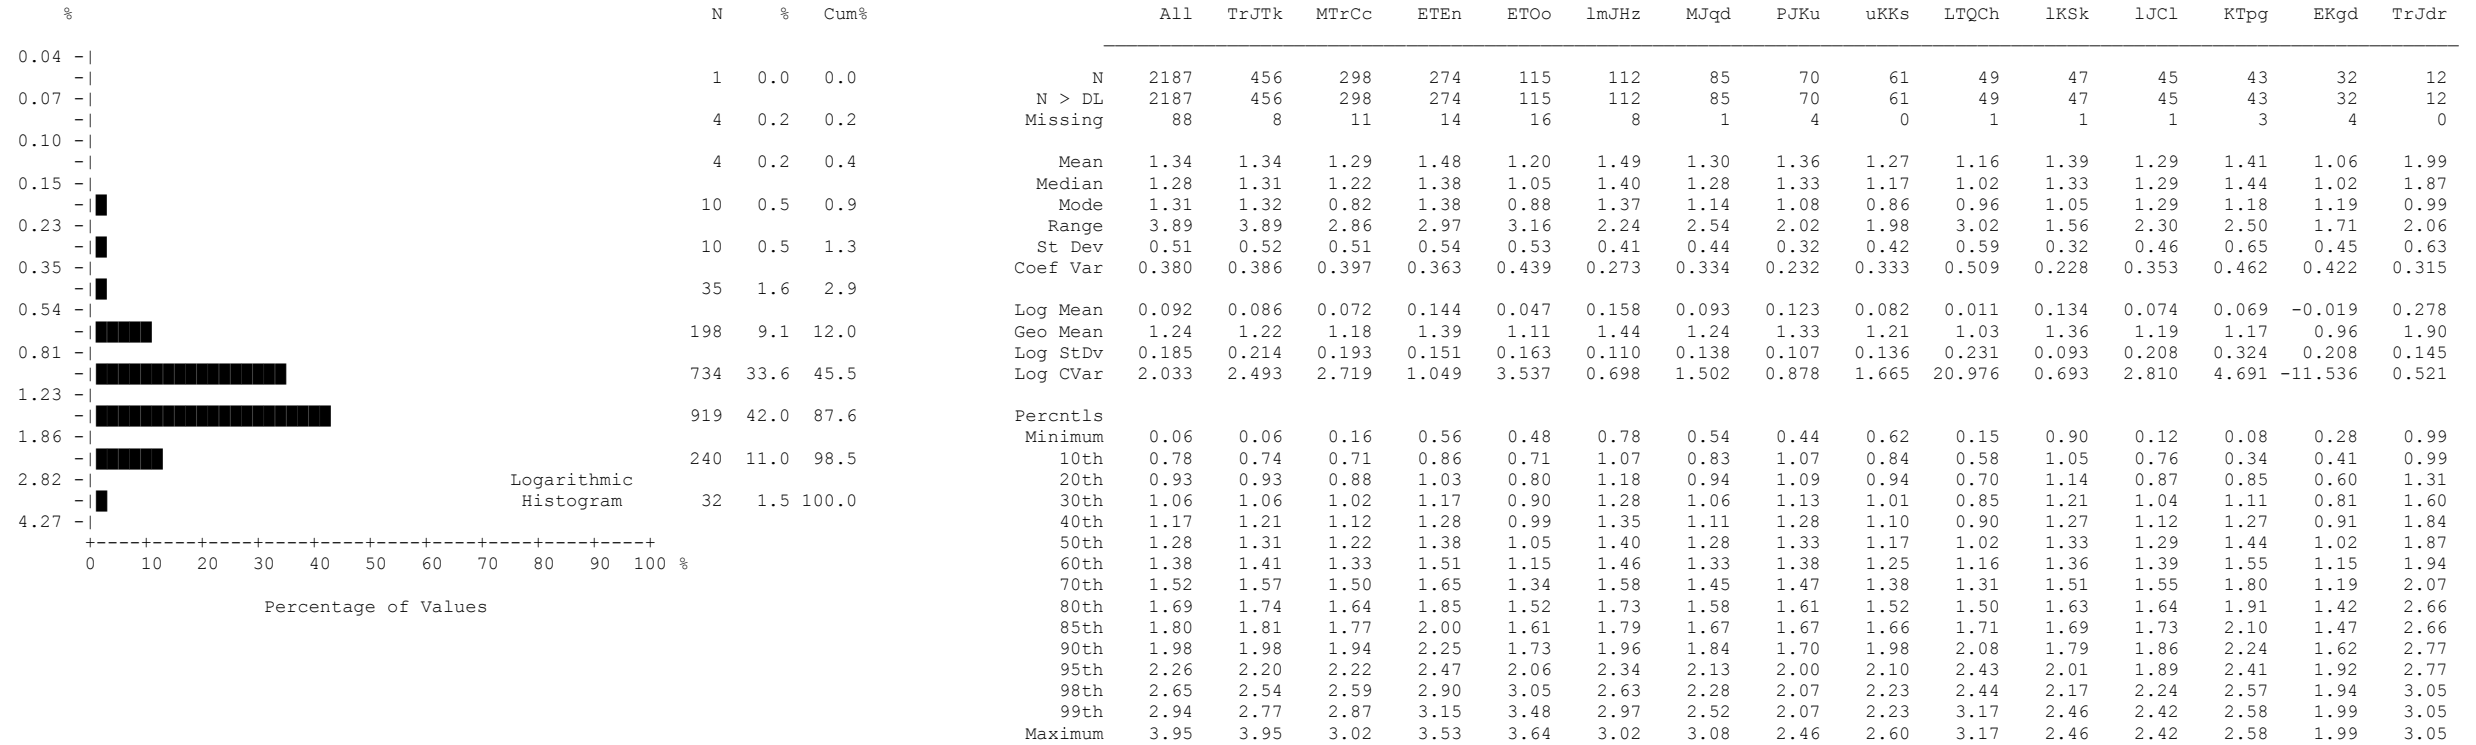 % N % Cum% All TrJTk MTrCc ETEn ETOo lmJHz MJqd PJKu uKKs LTQCh lKSk lJCl KTpg EKgd TrJdr
0.04 -|
-| 1 0.0 0.0 N 2187 456 298 274 115 112 85 70 61 49 47 45 43 32 12
0.07 -| N > DL 2187 456 298 274 115 112 85 70 61 49 47 45 43 32 12
-| 4 0.2 0.2 Missing 88 8 11 14 16 8 1 4 0 1 1 1 3 4 0
0.10 -|
-| 4 0.2 0.4 Mean 1.34 1.34 1.29 1.48 1.20 1.49 1.30 1.36 1.27 1.16 1.39 1.29 1.41 1.06 1.99
0.15 -| Median 1.28 1.31 1.22 1.38 1.05 1.40 1.28 1.33 1.17 1.02 1.33 1.29 1.44 1.02 1.87
-| 10 0.5 0.9 Mode 1.31 1.32 0.82 1.38 0.88 1.37 1.14 1.08 0.86 0.96 1.05 1.29 1.18 1.19 0.99
0.23 -| Range 3.89 3.89 2.86 2.97 3.16 2.24 2.54 2.02 1.98 3.02 1.56 2.30 2.50 1.71 2.06
-| 10 0.5 1.3 St Dev 0.51 0.52 0.51 0.54 0.53 0.41 0.44 0.32 0.42 0.59 0.32 0.46 0.65 0.45 0.63
0.35 -| Coef Var 0.380 0.386 0.397 0.363 0.439 0.273 0.334 0.232 0.333 0.509 0.228 0.353 0.462 0.422 0.315
-| 35 1.6 2.9
0.54 -| Log Mean 0.092 0.086 0.072 0.144 0.047 0.158 0.093 0.123 0.082 0.011 0.134 0.074 0.069 -0.019 0.278
-| 198 9.1 12.0 Geo Mean 1.24 1.22 1.18 1.39 1.11 1.44 1.24 1.33 1.21 1.03 1.36 1.19 1.17 0.96 1.90
0.81 -| Log StDv 0.185 0.214 0.193 0.151 0.163 0.110 0.138 0.107 0.136 0.231 0.093 0.208 0.324 0.208 0.145
-| 734 33.6 45.5 Log CVar 2.033 2.493 2.719 1.049 3.537 0.698 1.502 0.878 1.665 20.976 0.693 2.810 4.691 -11.536 0.521
1.23 -|
-| 919 42.0 87.6 Percntls
1.86 -| Minimum 0.06 0.06 0.16 0.56 0.48 0.78 0.54 0.44 0.62 0.15 0.90 0.12 0.08 0.28 0.99
-| 240 11.0 98.5 10th 0.78 0.74 0.71 0.86 0.71 1.07 0.83 1.07 0.84 0.58 1.05 0.76 0.34 0.41 0.99
2.82 -| Logarithmic 20th 0.93 0.93 0.88 1.03 0.80 1.18 0.94 1.09 0.94 0.70 1.14 0.87 0.85 0.60 1.31
-| Histogram 32 1.5 100.0 30th 1.06 1.06 1.02 1.17 0.90 1.28 1.06 1.13 1.01 0.85 1.21 1.04 1.11 0.81 1.60
4.27 -| 40th 1.17 1.21 1.12 1.28 0.99 1.35 1.11 1.28 1.10 0.90 1.27 1.12 1.27 0.91 1.84
+----+----+----+----+----+----+----+----+----+----+ 50th 1.28 1.31 1.22 1.38 1.05 1.40 1.28 1.33 1.17 1.02 1.33 1.29 1.44 1.02 1.87
0 10 20 30 40 50 60 70 80 90 100 % 60th 1.38 1.41 1.33 1.51 1.15 1.46 1.33 1.38 1.25 1.16 1.36 1.39 1.55 1.15 1.94
70th 1.52 1.57 1.50 1.65 1.34 1.58 1.45 1.47 1.38 1.31 1.51 1.55 1.80 1.19 2.07
Percentage of Values 80th 1.69 1.74 1.64 1.85 1.52 1.73 1.58 1.61 1.52 1.50 1.63 1.64 1.91 1.42 2.66
85th 1.80 1.81 1.77 2.00 1.61 1.79 1.67 1.67 1.66 1.71 1.69 1.73 2.10 1.47 2.66
90th 1.98 1.98 1.94 2.25 1.73 1.96 1.84 1.70 1.98 2.08 1.79 1.86 2.24 1.62 2.77
95th 2.26 2.20 2.22 2.47 2.06 2.34 2.13 2.00 2.10 2.43 2.01 1.89 2.41 1.92 2.77
98th 2.65 2.54 2.59 2.90 3.05 2.63 2.28 2.07 2.23 2.44 2.17 2.24 2.57 1.94 3.05
99th 2.94 2.77 2.87 3.15 3.48 2.97 2.52 2.07 2.23 3.17 2.46 2.42 2.58 1.99 3.05
Maximum 3.95 3.95 3.02 3.53 3.64 3.02 3.08 2.46 2.60 3.17 2.46 2.42 2.58 1.99 3.05